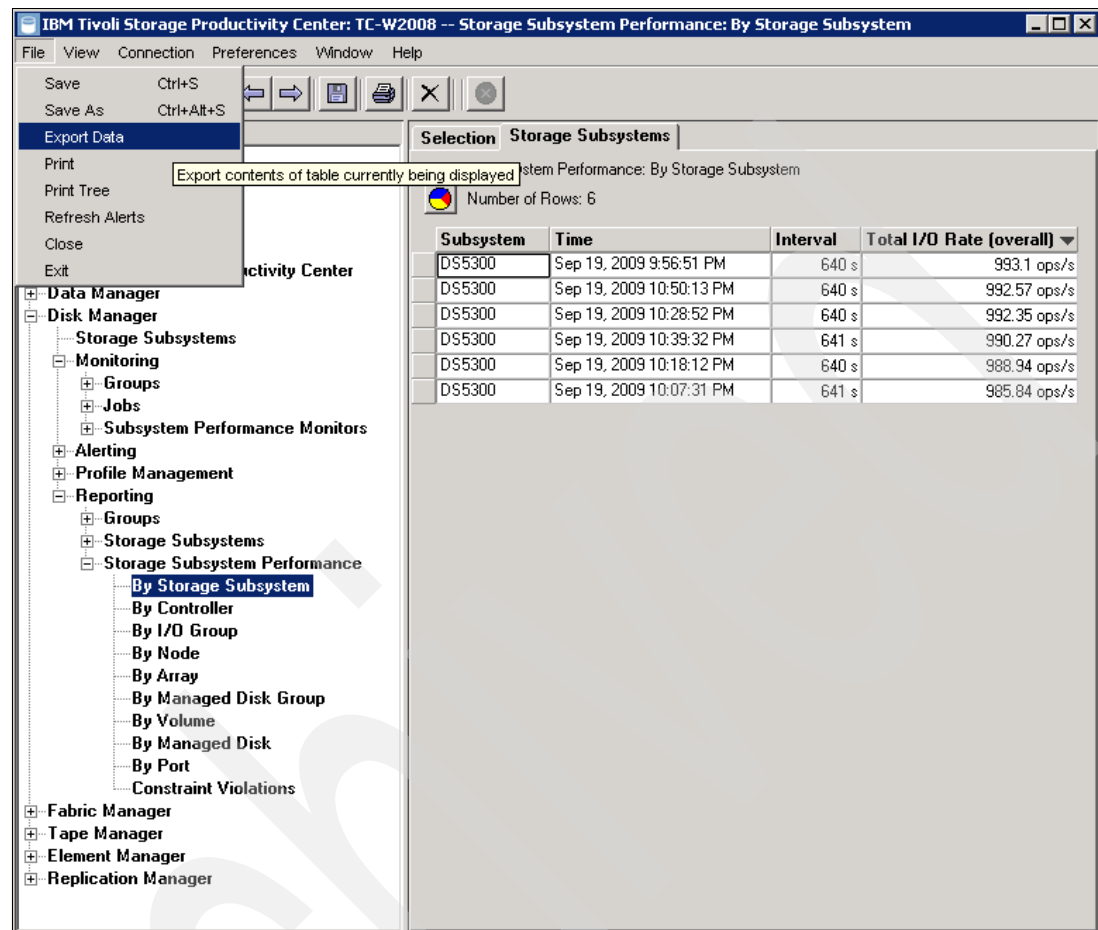 IBM Tivoli Storage Productivity Center: TC-W2008 -- Storage Subsystem Performance: By Storage Subsystem
File View Connection Preferences Window Help
Save Ctrl+S
Save As Ctrl+Alt+S
Export Data
Print
Print Tree
Refresh Alerts
Close
Exit
Export contents of table currently being displayed
ctivity Center
Data Manager
Disk Manager
Storage Subsystems
Monitoring
Groups
Jobs
Subsystem Performance Monitors
Alerting
Profile Management
Reporting
Groups
Storage Subsystems
Storage Subsystem Performance
By Storage Subsystem
By Controller
By I/O Group
By Node
By Array
By Managed Disk Group
By Volume
By Managed Disk
By Port
Constraint Violations
Fabric Manager
Tape Manager
Element Manager
Replication Manager
Selection Storage Subsystems
stem Performance: By Storage Subsystem
Number of Rows: 6
Subsystem Time Interval Total I/O Rate (overall)
DS5300 Sep 19, 2009 9:56:51 PM 640 s 993.1 ops/s
DS5300 Sep 19, 2009 10:50:13 PM 640 s 992.57 ops/s
DS5300 Sep 19, 2009 10:28:52 PM 640 s 992.35 ops/s
DS5300 Sep 19, 2009 10:39:32 PM 641 s 990.27 ops/s
DS5300 Sep 19, 2009 10:18:12 PM 640 s 988.94 ops/s
DS5300 Sep 19, 2009 10:07:31 PM 641 s 985.84 ops/s